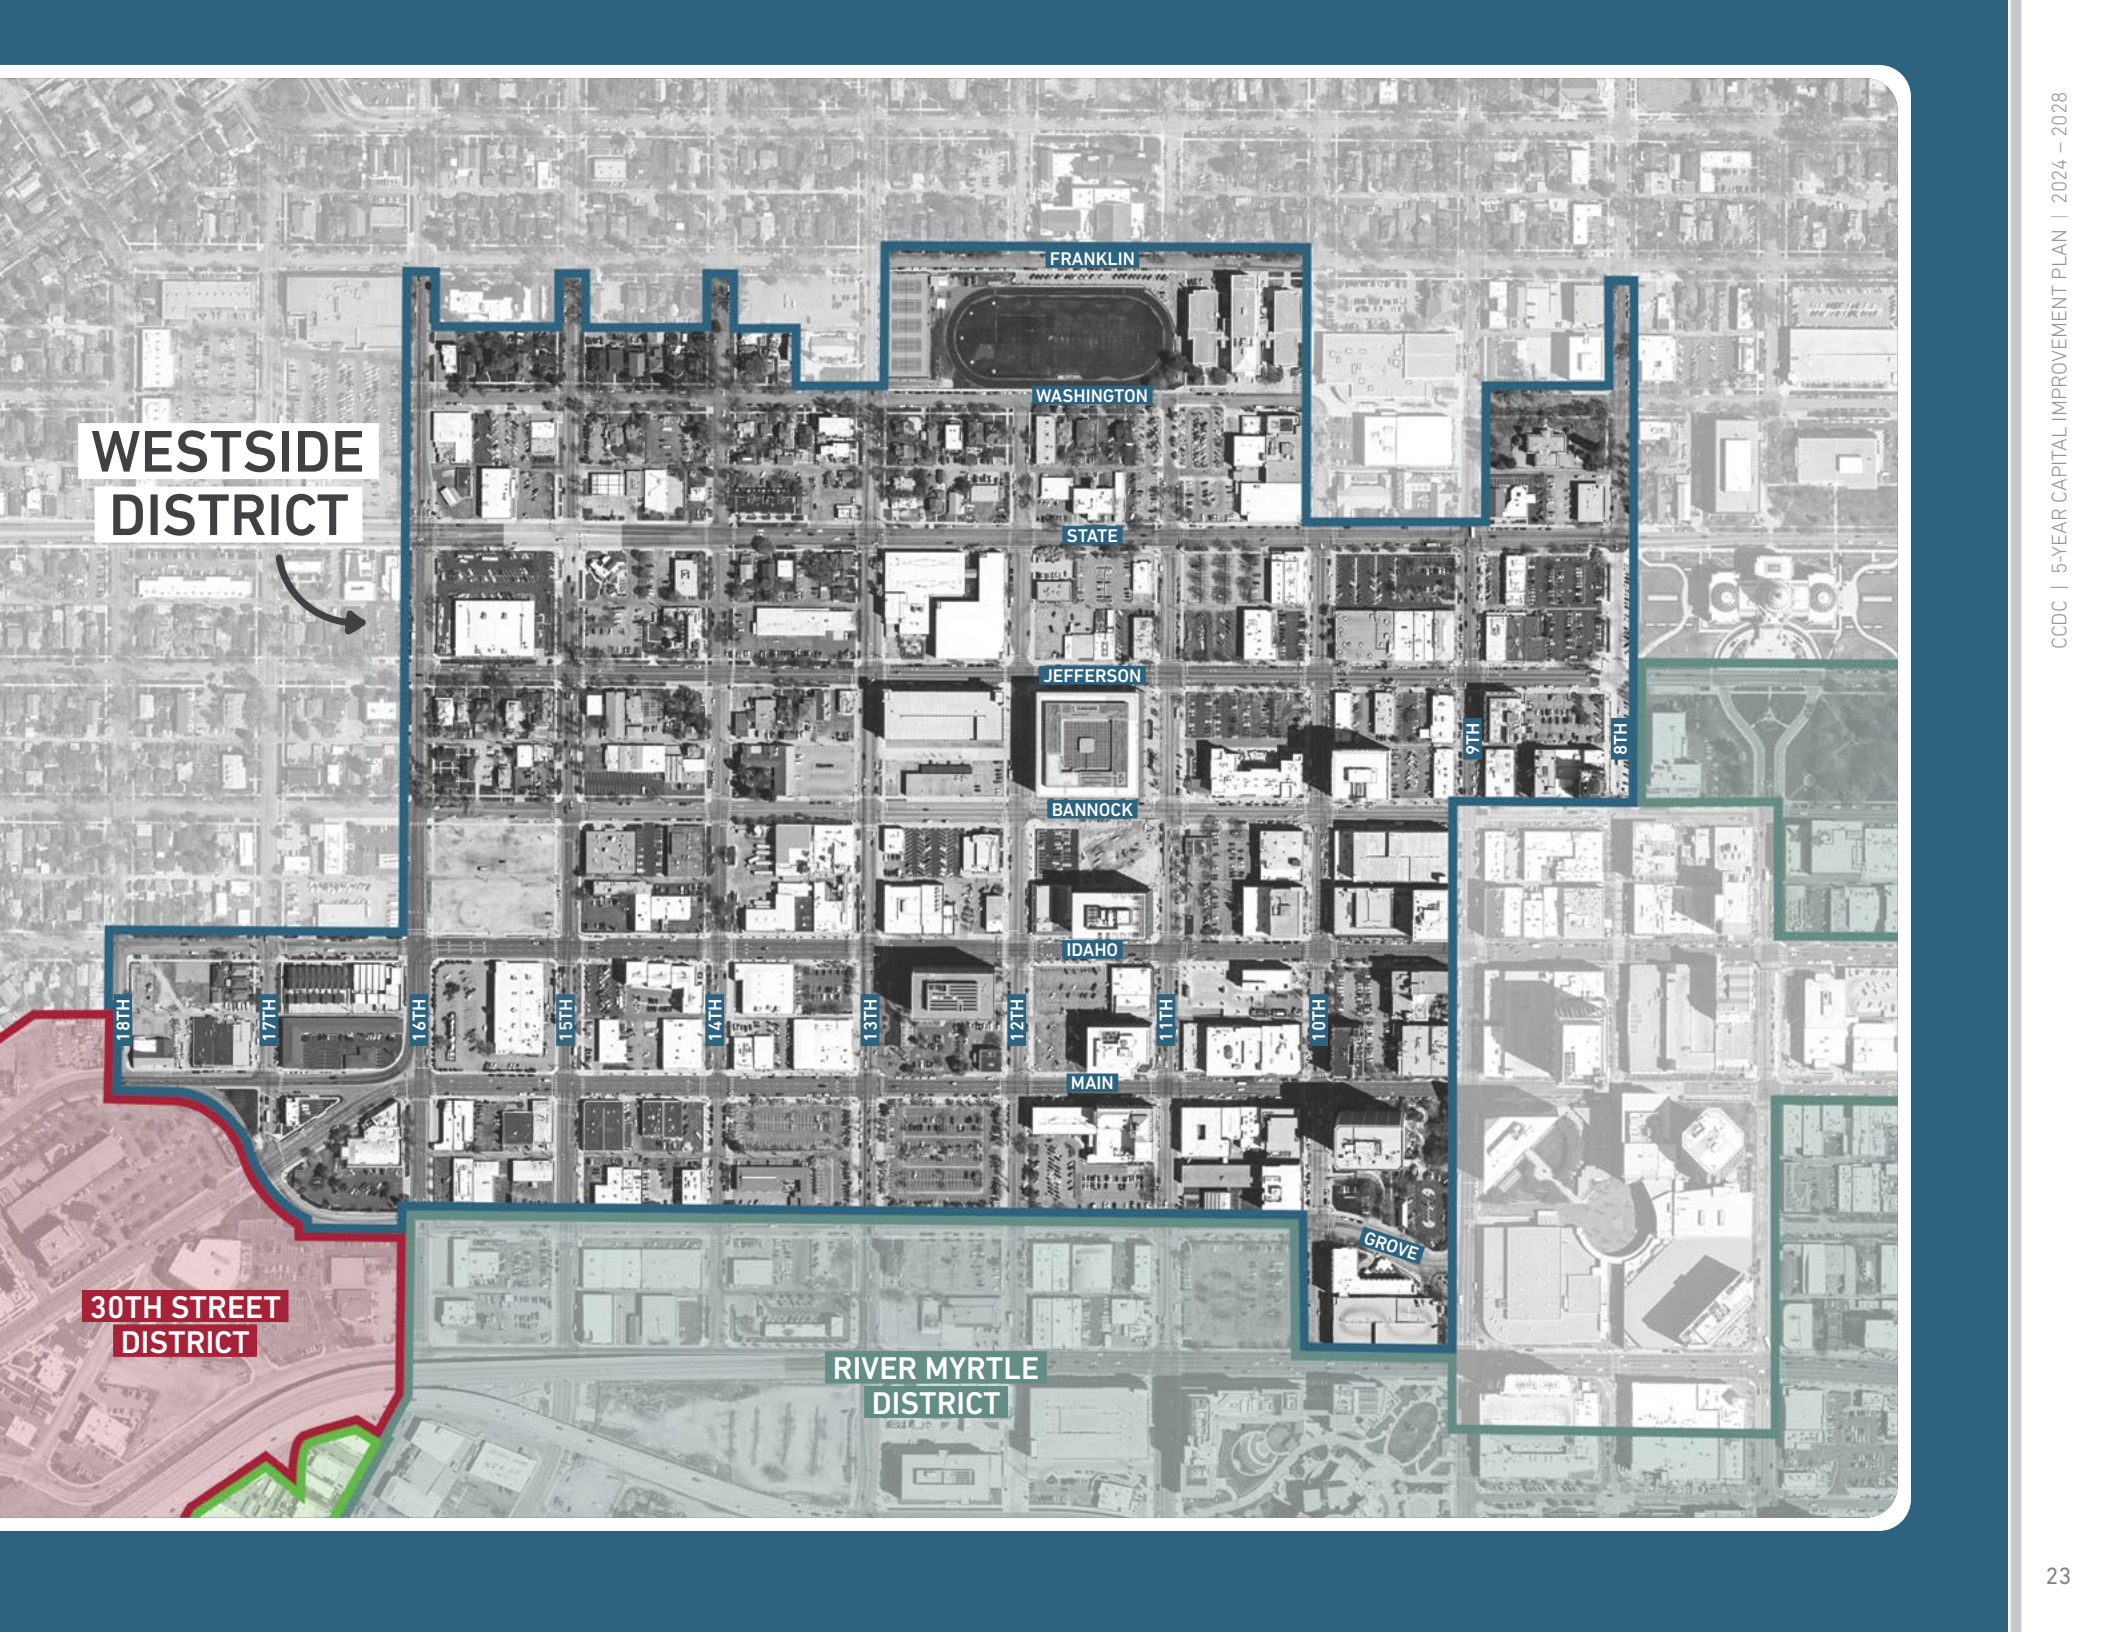 FRANKLIN
WASHINGTON
WESTSIDE
DISTRICT
STATE
JEFFERSON
9TH
8TH
BANNOCK
IDAHO
18TH
17TH
16TH
15TH
14TH
13TH
12TH
11TH
10TH
MAIN
GROVE
30TH STREET
DISTRICT
RIVER MYRTLE
DISTRICT
CCDC | 5-YEAR CAPITAL IMPROVEMENT PLAN | 2024 – 2028
23